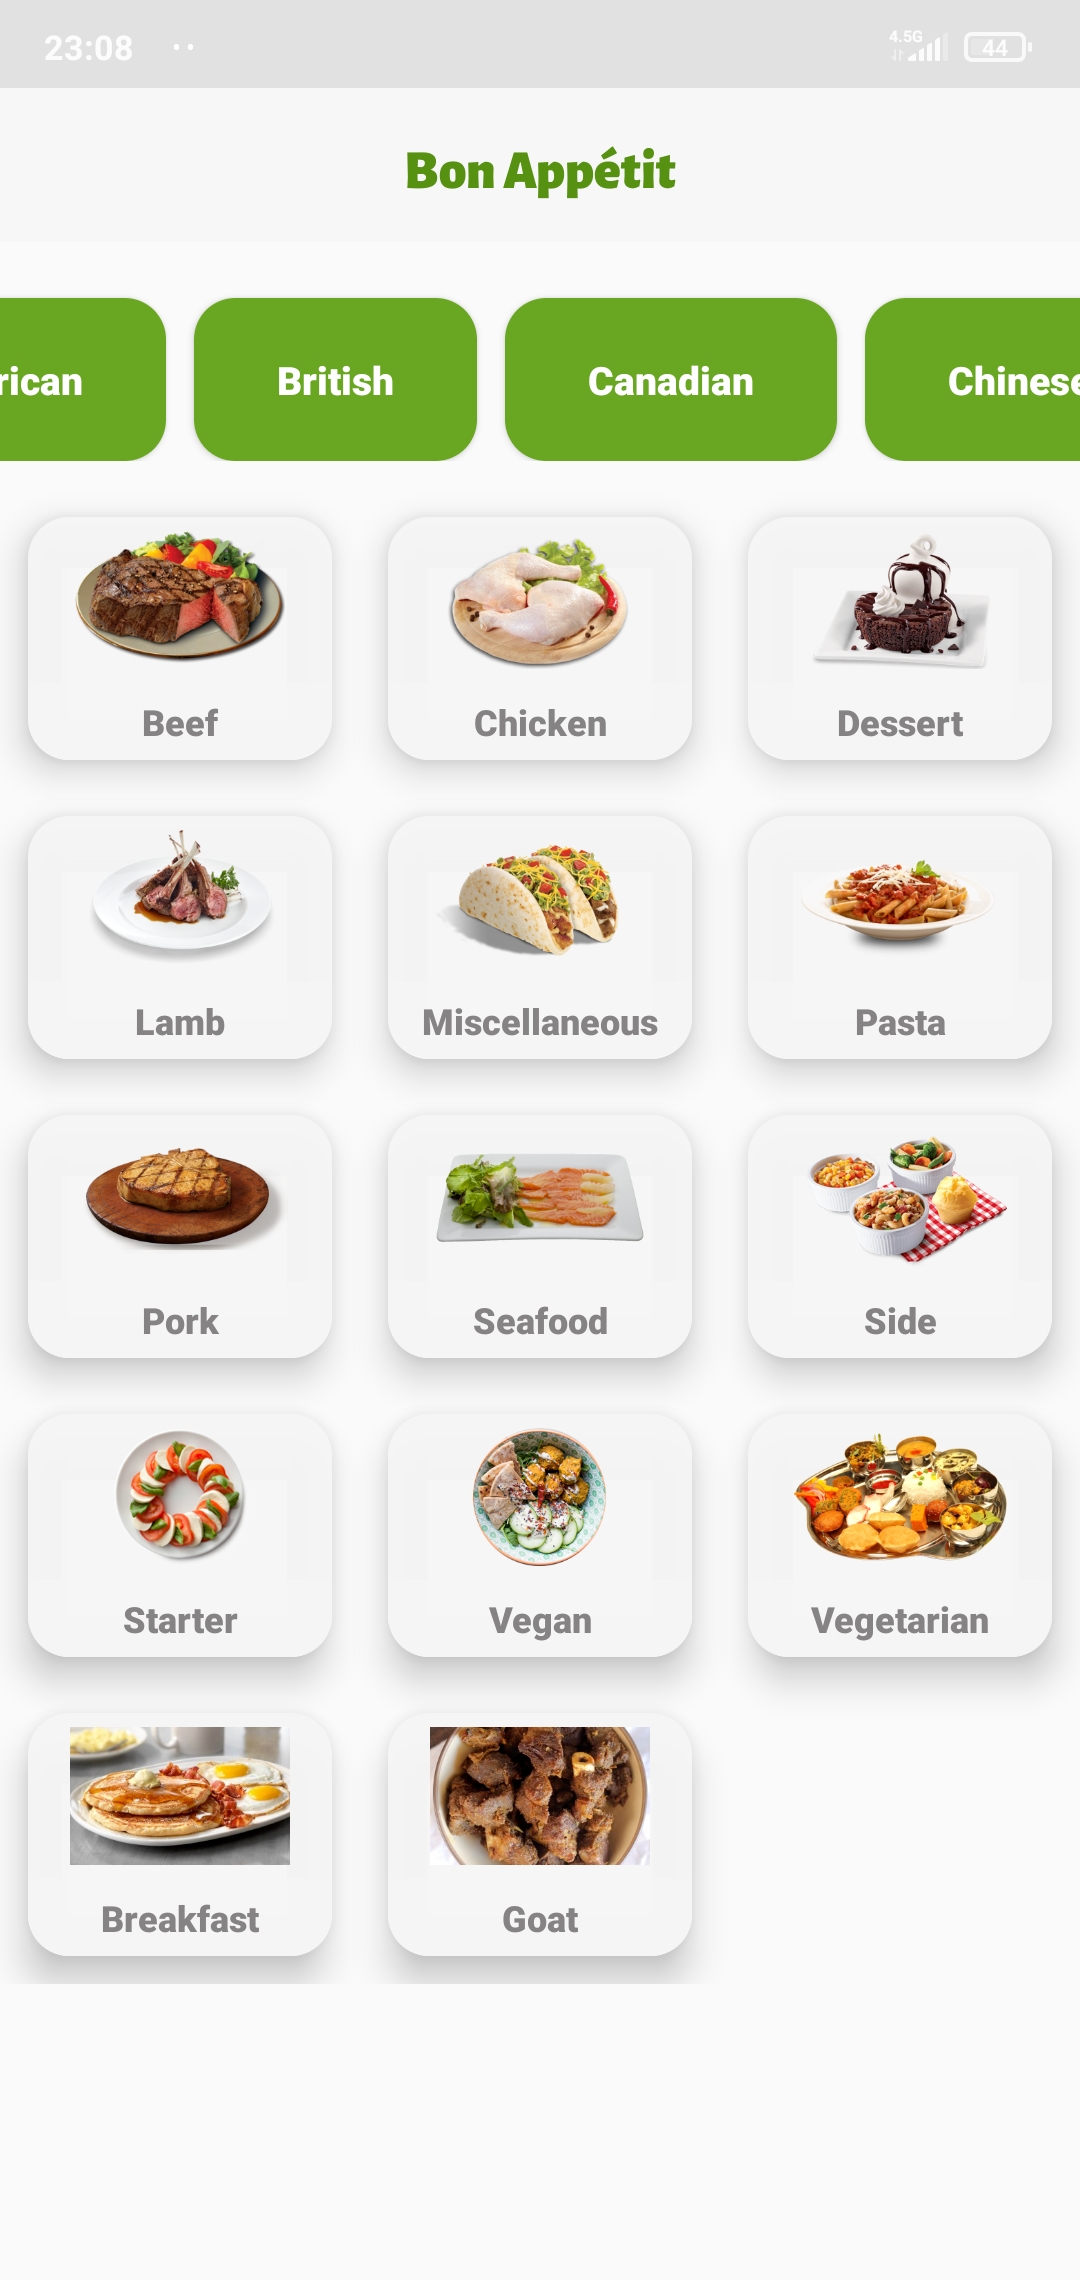 23:08
4.5G
44
Bon Appétit
rican
British
Canadian
Chinese
Beef
Chicken
Dessert
Lamb
Miscellaneous
Pasta
Pork
Seafood
Side
Starter
Vegan
Vegetarian
Breakfast
Goat